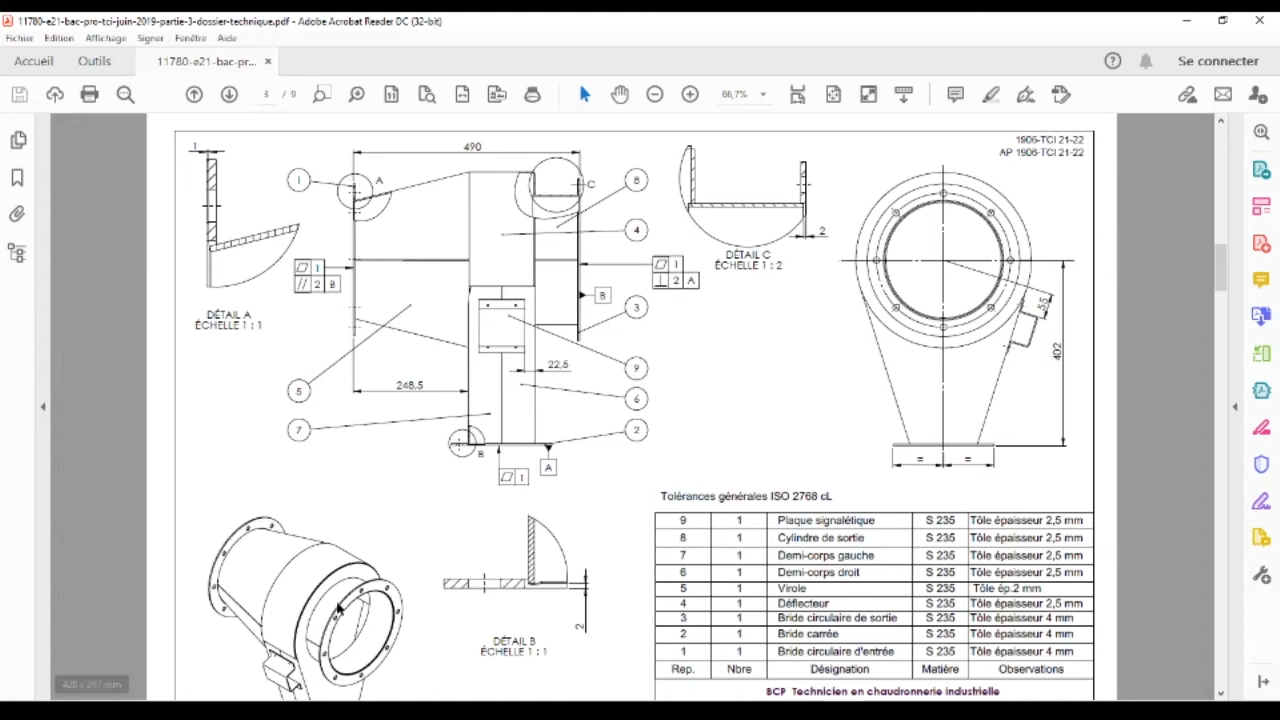 11780-e21-bac-pro-tci-juin-2019-partie-3-dossier-technique.pdf - Adobe Acrobat Reader DC (32-bit)
Fichier Edition Affichage Signer Fenêtre Aide
Accueil Outils 11780-e21-bac-pr... × Se connecter
3 / 9 66,7%
1906-TCI 21-22
AP 1906-TCI 21-22
1
490
1
A
C
8
4
2
DÉTAIL C
ÉCHELLE 1 : 2
1
// 2 B
1
⊥ 2 A
B
3
DÉTAIL A
ÉCHELLE 1 : 1
55
402
22,5
9
248,5
5
6
7
2
B
A
1
= =
Tolérances générales ISO 2768 cL
9 1 Plaque signalétique S 235 Tôle épaisseur 2,5 mm
8 1 Cylindre de sortie S 235 Tôle épaisseur 2,5 mm
7 1 Demi-corps gauche S 235 Tôle épaisseur 2,5 mm
6 1 Demi-corps droit S 235 Tôle épaisseur 2,5 mm
5 1 Virole S 235 Tôle ép.2 mm
4 1 Déflecteur S 235 Tôle épaisseur 2,5 mm
3 1 Bride circulaire de sortie S 235 Tôle épaisseur 4 mm
2 1 Bride carrée S 235 Tôle épaisseur 4 mm
1 1 Bride circulaire d'entrée S 235 Tôle épaisseur 4 mm
Rep. Nbre Désignation Matière Observations
2
DÉTAIL B
ÉCHELLE 1 : 1
420 x 297 mm
BCP Technicien en chaudronnerie industrielle